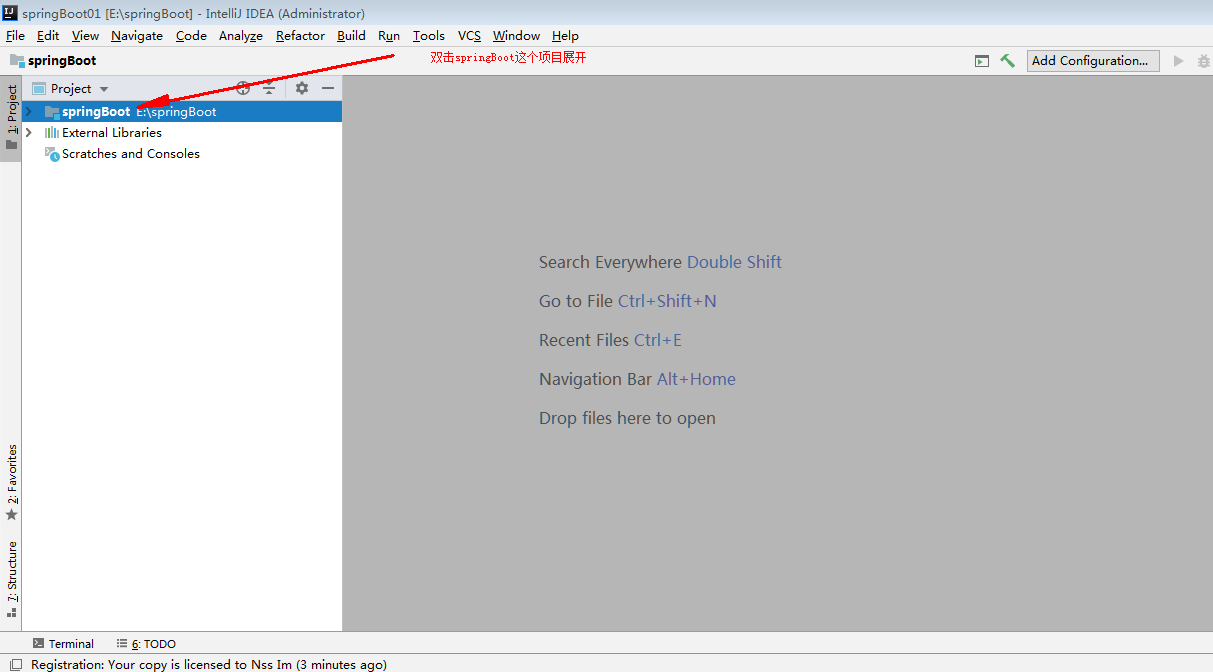 springBoot01 [E:\springBoot] - IntelliJ IDEA (Administrator)
File Edit View Navigate Code Analyze Refactor Build Run Tools VCS Window Help
springBoot
双击springBoot这个项目展开
Add Configuration...
1: Project
Project
springBoot E:\springBoot
External Libraries
Scratches and Consoles
Search Everywhere Double Shift
Go to File Ctrl+Shift+N
Recent Files Ctrl+E
Navigation Bar Alt+Home
Drop files here to open
2: Favorites
7: Structure
Terminal 6: TODO
Registration: Your copy is licensed to Nss Im (3 minutes ago)